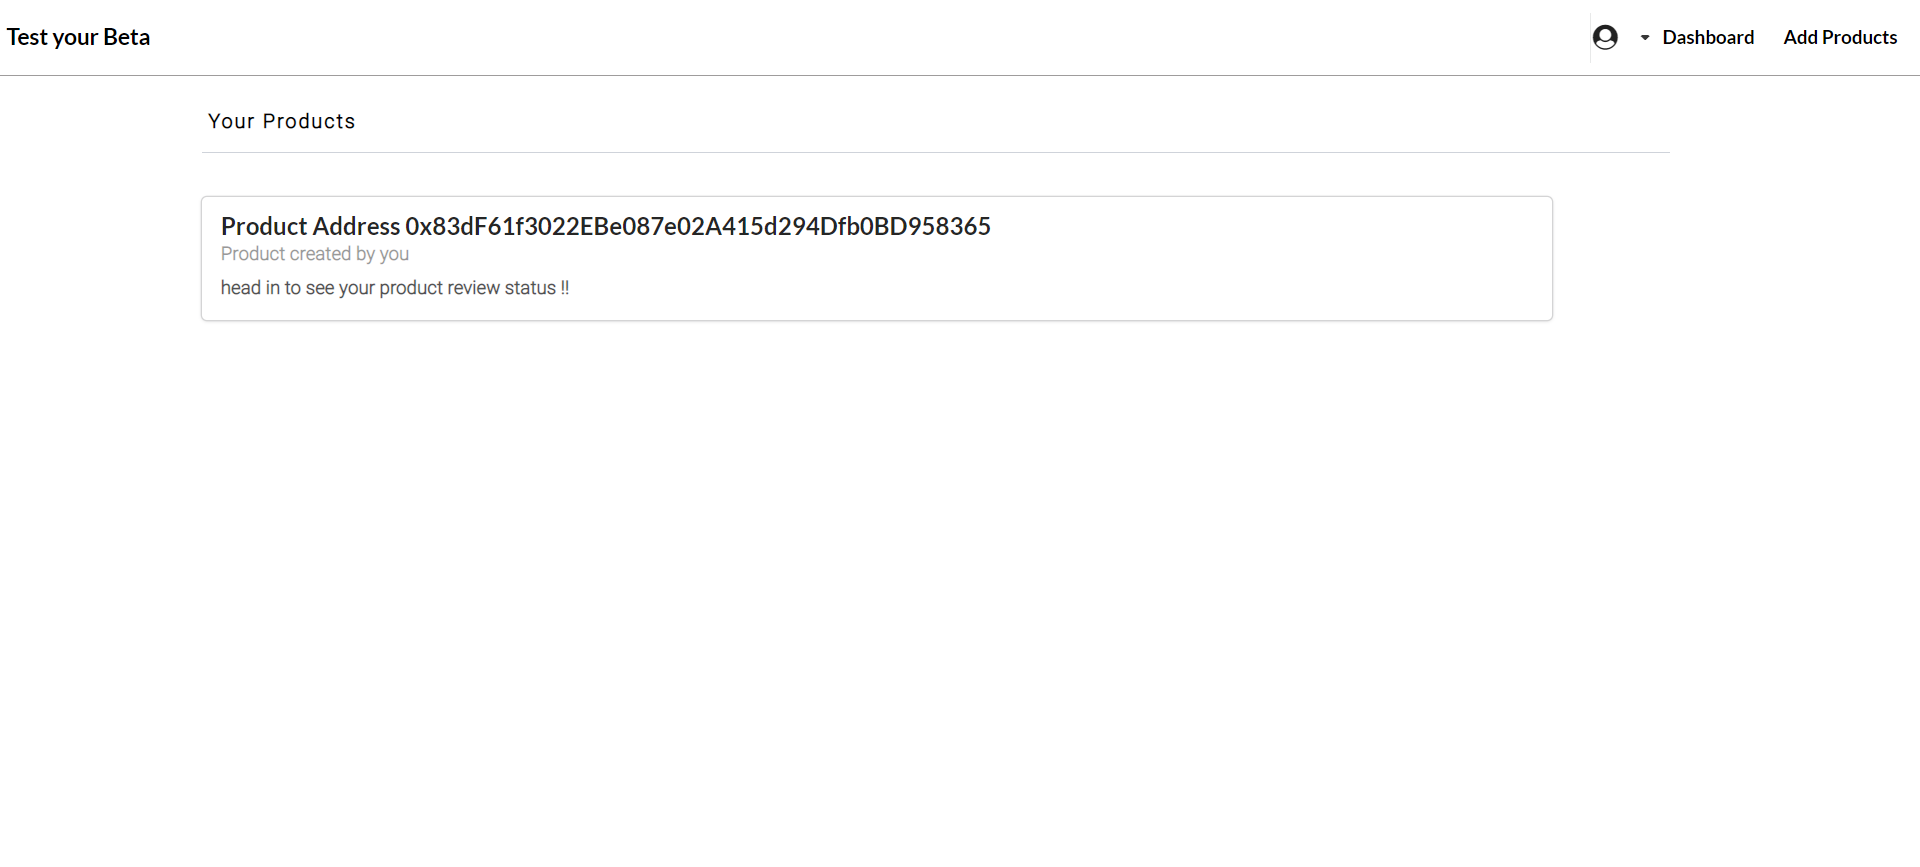 Test your Beta
Dashboard
Add Products
Your Products
Product Address 0x83dF61f3022EBe087e02A415d294Dfb0BD958365
Product created by you
head in to see your product review status !!